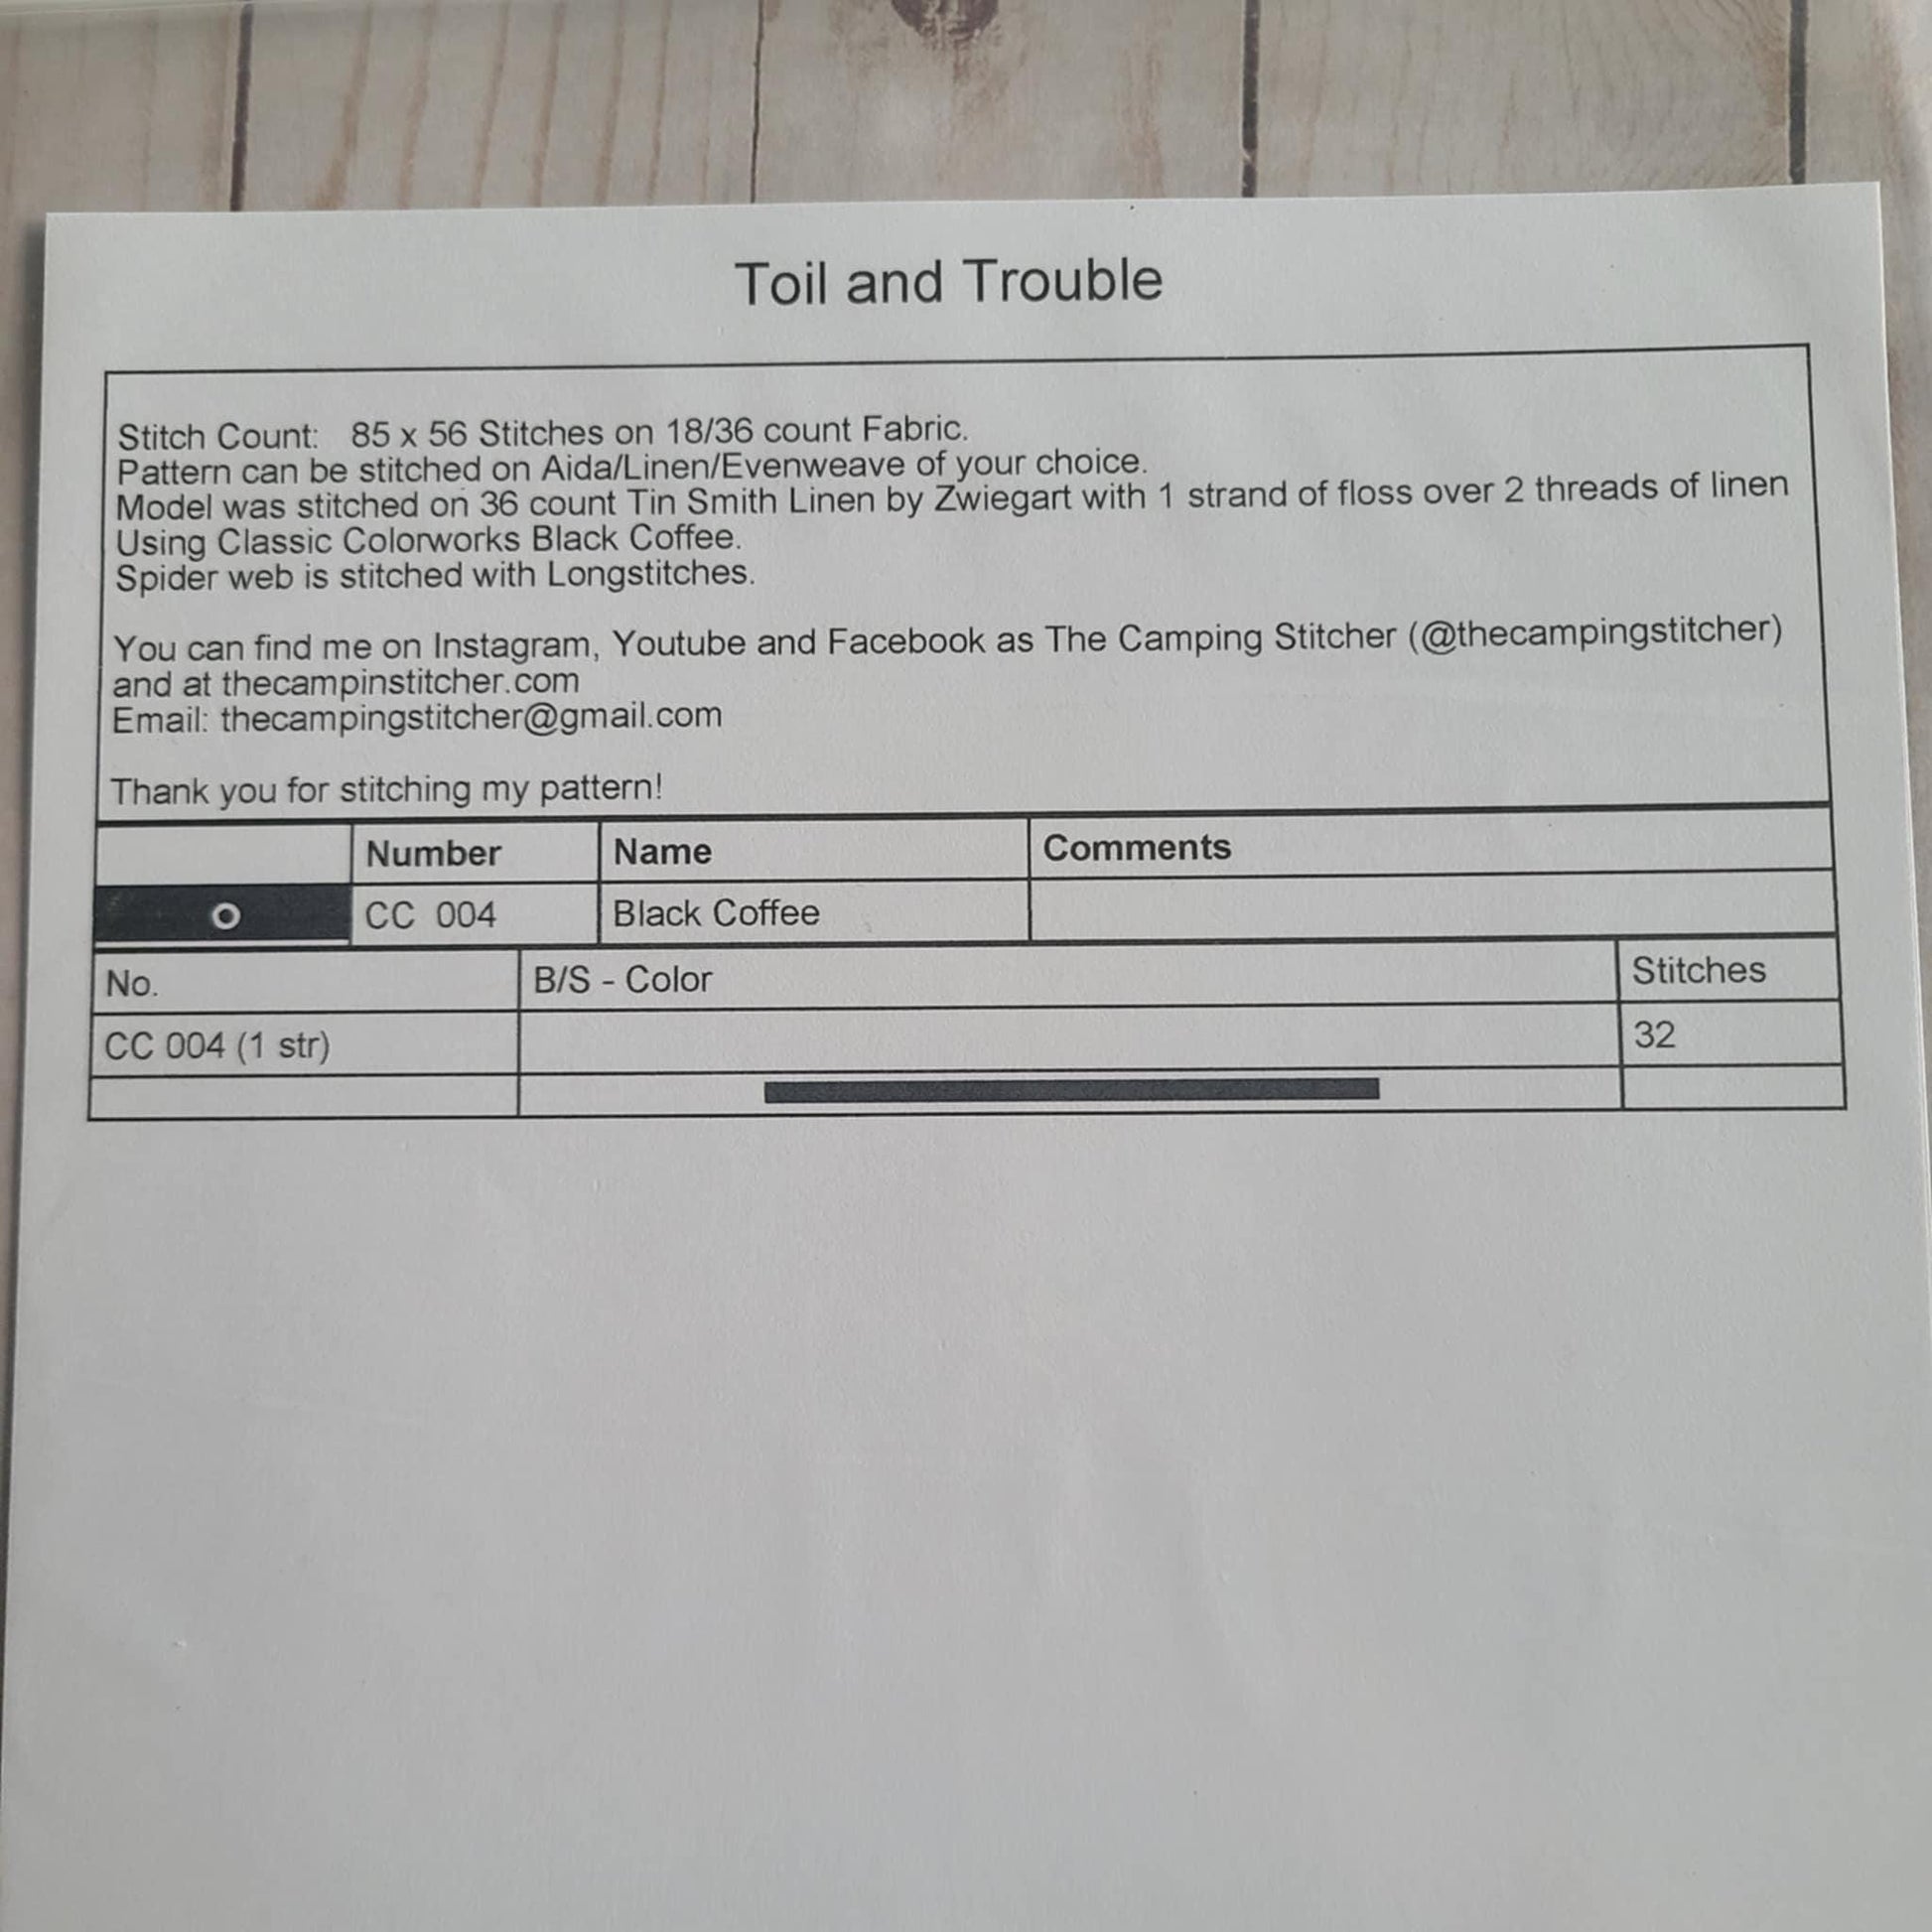 Toil and Trouble
Stitch Count: 85 x 56 Stitches on 18/36 count Fabric.
Pattern can be stitched on Aida/Linen/Evenweave of your choice.
Model was stitched on 36 count Tin Smith Linen by Zwiegart with 1 strand of floss over 2 threads of linen
Using Classic Colorworks Black Coffee.
Spider web is stitched with Longstitches.
You can find me on Instagram, Youtube and Facebook as The Camping Stitcher (@thecampingstitcher)
and at thecampinstitcher.com
Email: thecampingstitcher@gmail.com
Thank you for stitching my pattern!
Number Name Comments
CC 004 Black Coffee
No. B/S - Color Stitches
CC 004 (1 str) 32